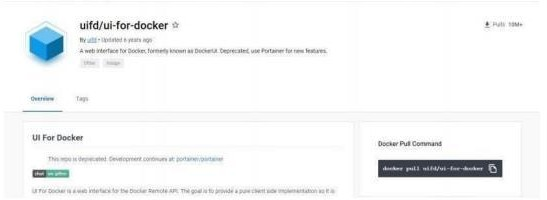 uifd/ui-for-docker ☆
Pulls 10M+
By uifd • Updated 6 years ago
A web interface for Docker, formerly known as DockerUI. Deprecated, use Portainer for new features.
Image
Overview Tags
UI For Docker
Docker Pull Command
This repo is deprecated. Development continues at: portainer/portainer
docker pull uifd/ui-for-docker
chat on gitter
UI For Docker is a web interface for the Docker Remote API. The goal is to provide a pure client side implementation so it is